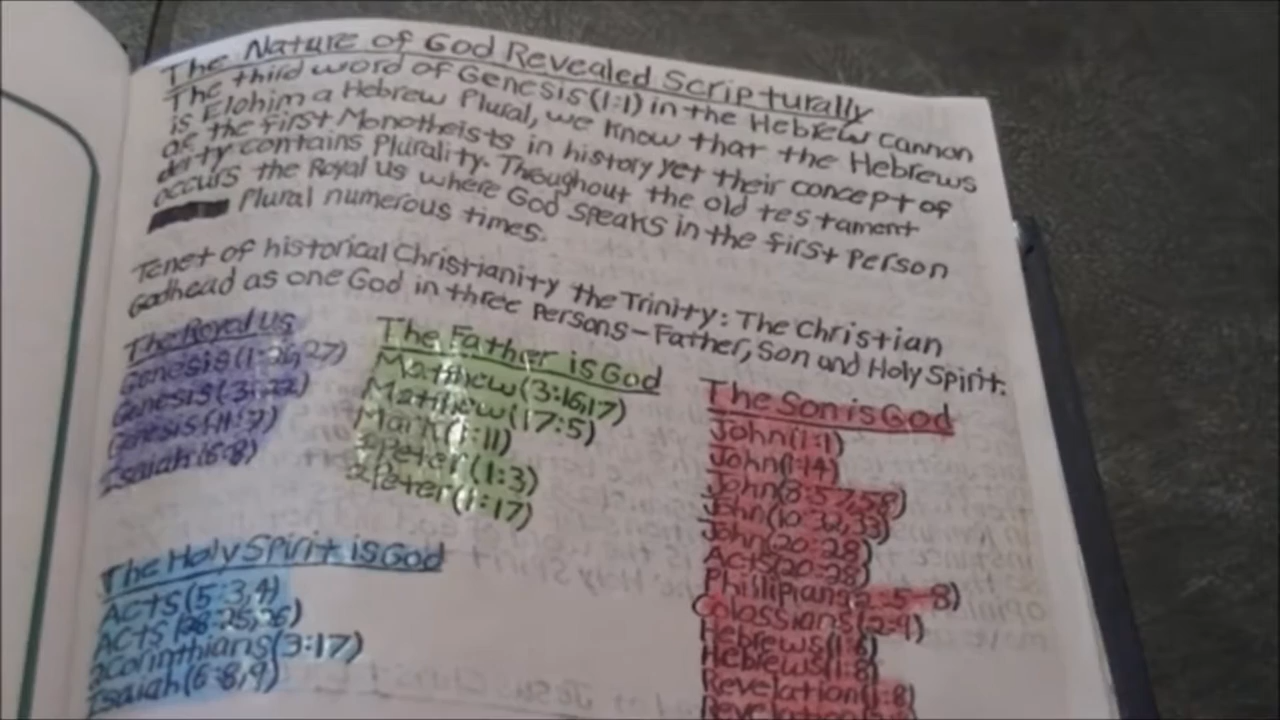 The Nature of God Revealed Scripturally
The third word of Genesis(1:1) in the Hebrew cannon
is Elohim a Hebrew Plural, we know that the Hebrews
are the first Monotheists in history yet their concept of
deity contains Plurality. Throughout the old testament
occurs the Royal us where God speaks in the first person
Plural numerous times.
Tenet of historical Christianity the Trinity: The Christian
Godhead as one God in three persons-Father, Son and Holy Spirit.
The Royal us
Genesis(1:26,27)
Genesis(3:22)
Genesis(11:7)
Isaiah(6:8)
The Father is God
Matthew(3:16,17)
Matthew(17:5)
Mark(1:11)
Peter(1:3)
2Peter(1:17)
The Son is God
John(1:1)
John(1:14)
John(8:57,58)
John(10:32,33)
John(20:28)
Acts(20:28)
Phillipians(2:5-8)
Colossians(2:9)
Hebrews(1:6)
Hebrews(1:8)
Revelation(1:8)
The Holy Spirit is God
Acts(5:3,4)
Acts(28:25,26)
2Corinthians(3:17)
Isaiah(6:8,9)